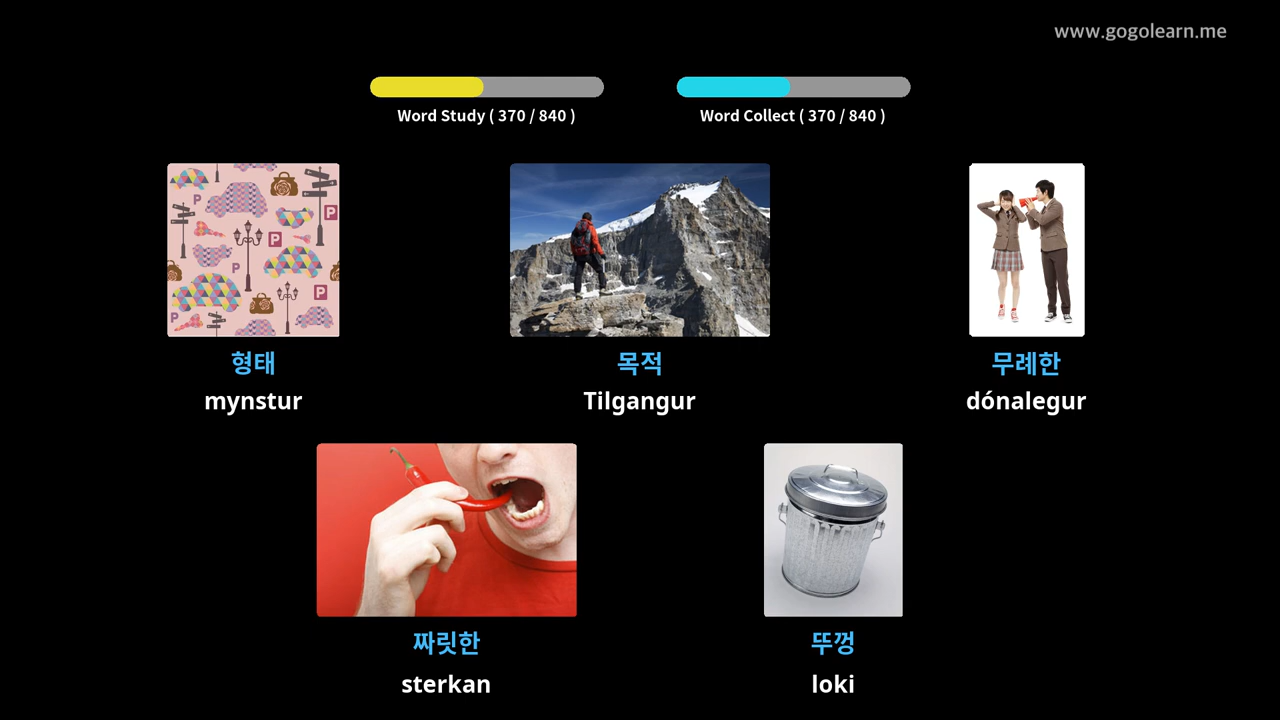 www.gogolearn.me
Word Study ( 370 / 840 )
Word Collect ( 370 / 840 )
P
P
P
P
P
P
형태
mynstur
목적
Tilgangur
무례한
dónalegur
짜릿한
sterkan
뚜껑
loki